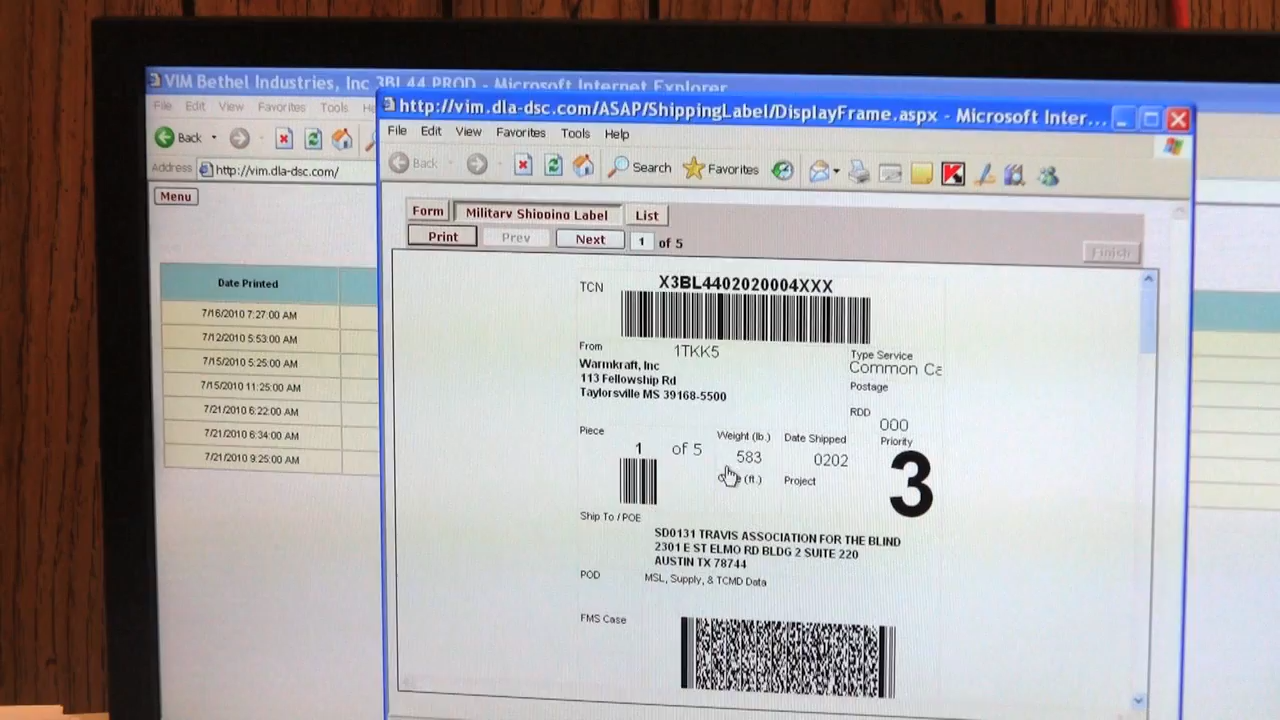 VIM Bethel Industries, Inc 3BL44 PROD - Microsoft Internet Explorer
File Edit View Favorites Tools
Back
Address http://vim.dla-dsc.com/
Menu
Date Printed
7/16/2010 7:27:00 AM
7/12/2010 5:53:00 AM
7/15/2010 5:25:00 AM
7/15/2010 11:25:00 AM
7/21/2010 6:22:00 AM
7/21/2010 6:34:00 AM
7/21/2010 9:25:00 AM
http://vim.dla-dsc.com/ASAP/ShippingLabel/DisplayFrame.aspx - Microsoft Inter...
File Edit View Favorites Tools Help
Back Search Favorites
Form Military Shipping Label List
Print Prev Next 1 of 5
Finish
TCN X3BL4402020004XXX
From 1TKK5
Warmkraft, Inc
113 Fellowship Rd
Taylorsville MS 39168-5500
Type Service
Common Ca
Postage
RDD
000
Piece
1 of 5
Weight (lb.)
583
(ft.)
Date Shipped
0202
Project
Priority
3
Ship To / POE
SD0131 TRAVIS ASSOCIATION FOR THE BLIND
2301 E ST ELMO RD BLDG 2 SUITE 220
AUSTIN TX 78744
POD MSL, Supply, & TCMD Data
FMS Case